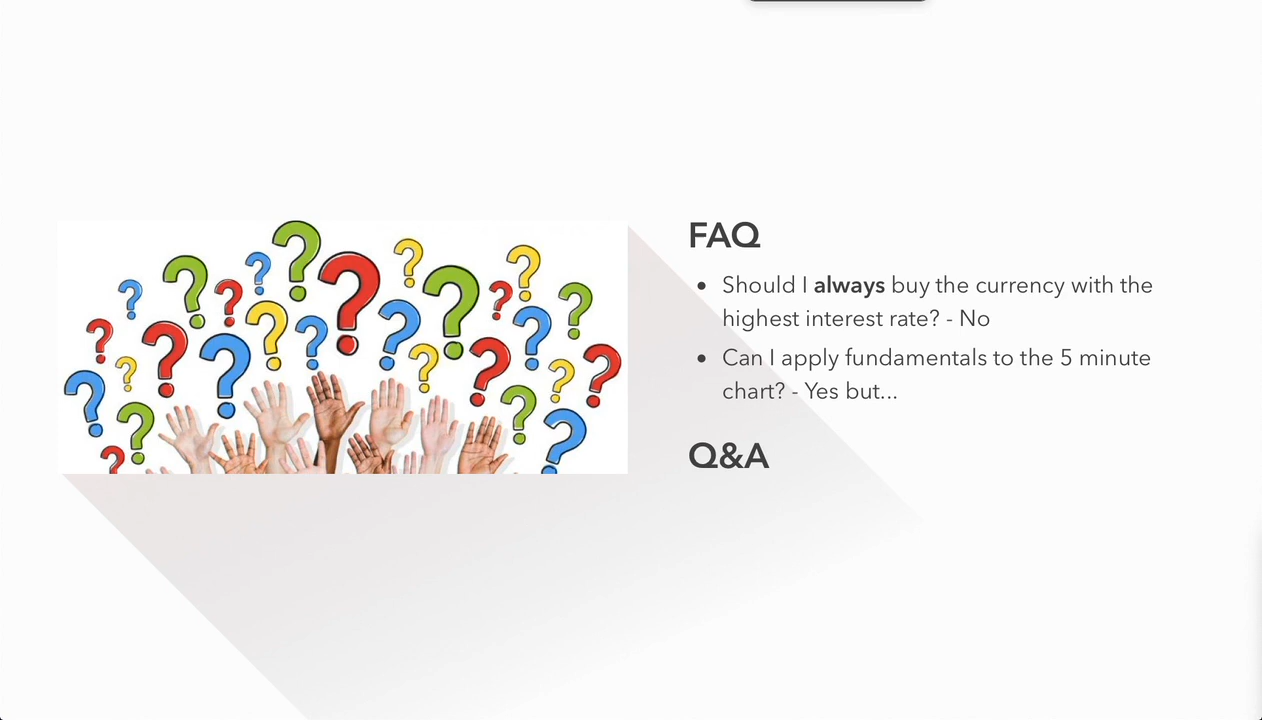 FAQ
• Should I always buy the currency with the
highest interest rate? - No
• Can I apply fundamentals to the 5 minute
chart? - Yes but...
Q&A